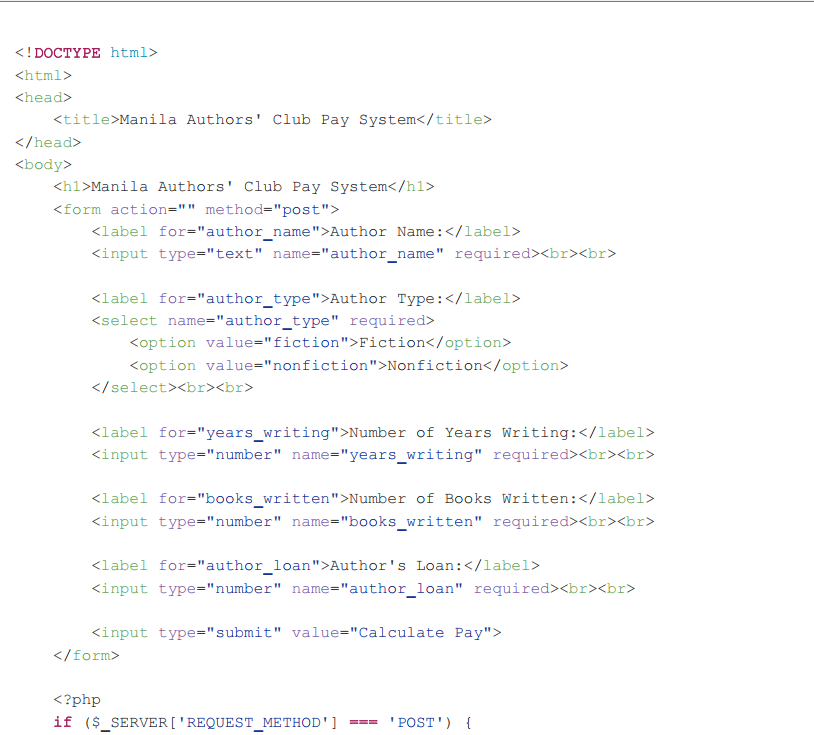 <!DOCTYPE html>
<html>
<head>
    <title>Manila Authors' Club Pay System</title>
</head>
<body>
    <h1>Manila Authors' Club Pay System</h1>
    <form action="" method="post">
        <label for="author_name">Author Name:</label>
        <input type="text" name="author_name" required><br><br>

        <label for="author_type">Author Type:</label>
        <select name="author_type" required>
            <option value="fiction">Fiction</option>
            <option value="nonfiction">Nonfiction</option>
        </select><br><br>

        <label for="years_writing">Number of Years Writing:</label>
        <input type="number" name="years_writing" required><br><br>

        <label for="books_written">Number of Books Written:</label>
        <input type="number" name="books_written" required><br><br>

        <label for="author_loan">Author's Loan:</label>
        <input type="number" name="author_loan" required><br><br>

        <input type="submit" value="Calculate Pay">
    </form>

    <?php
    if ($_SERVER['REQUEST_METHOD'] === 'POST') {